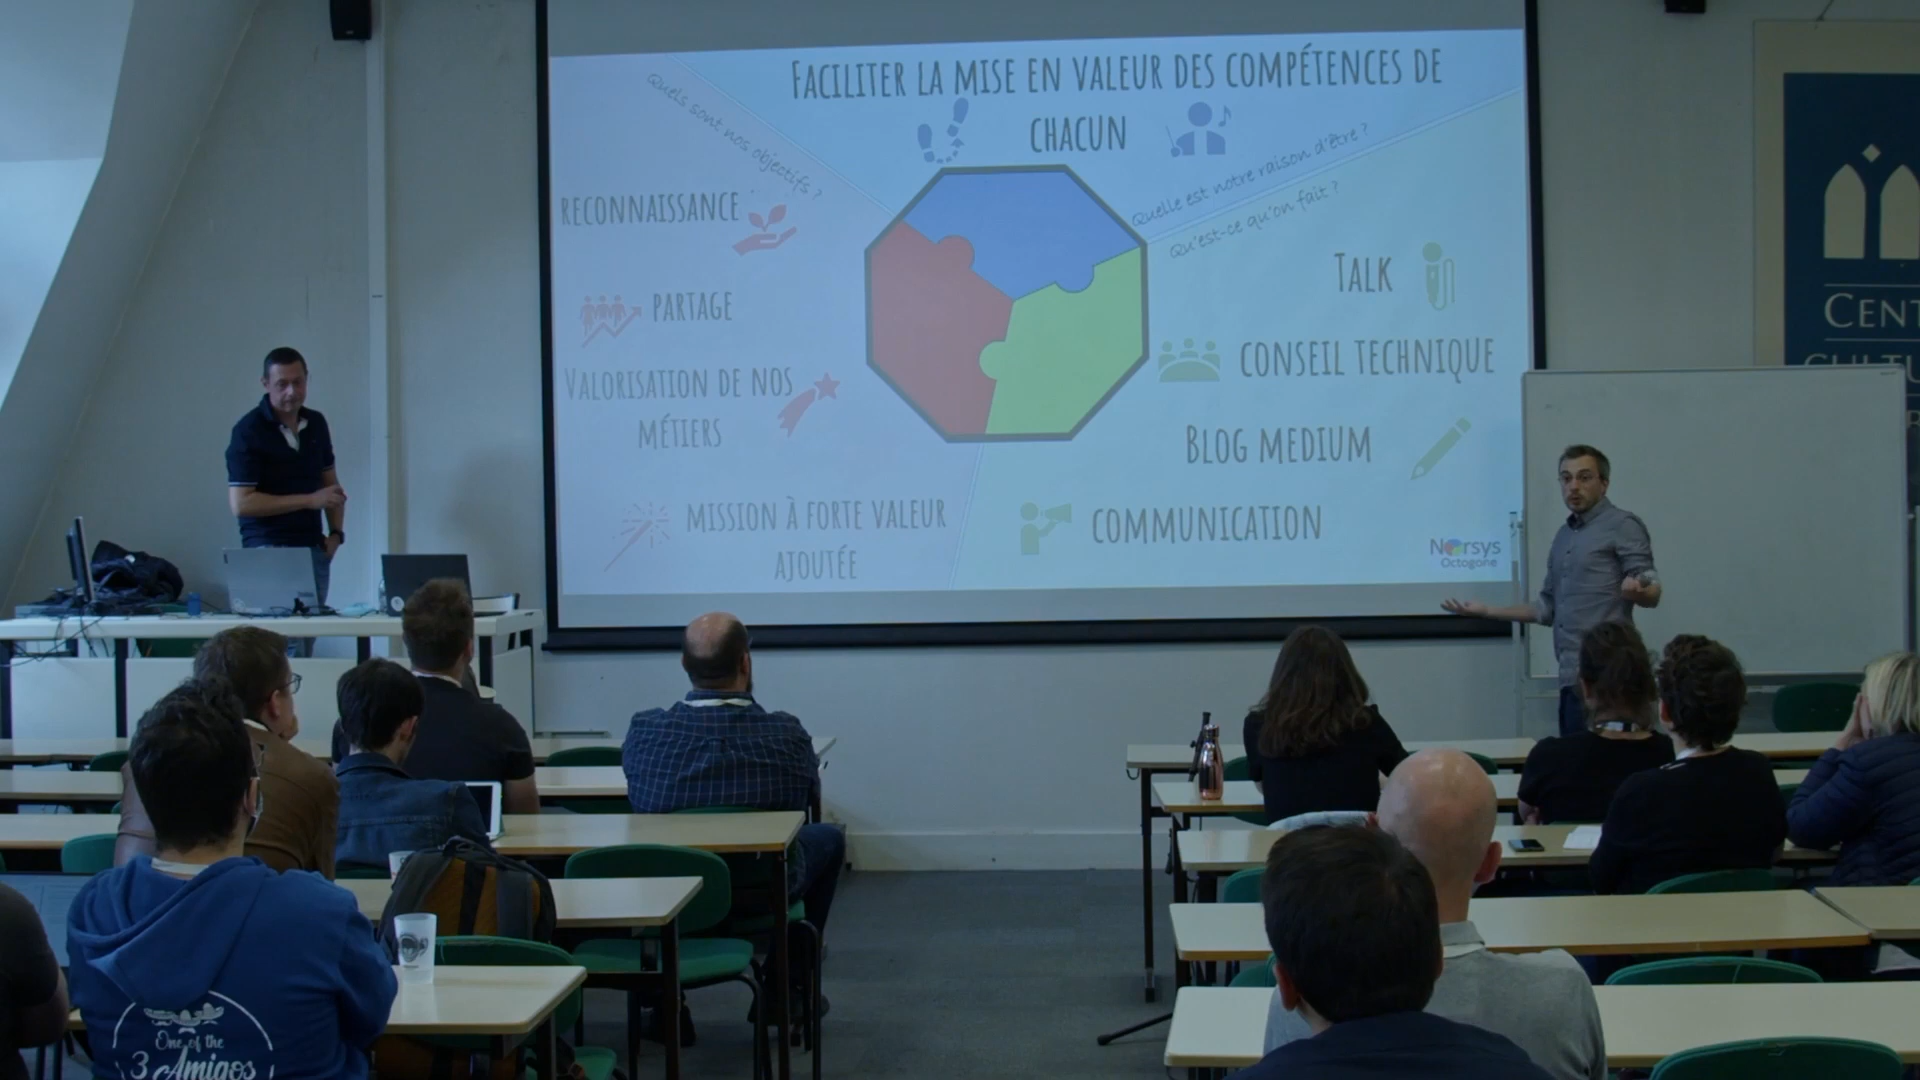 Faciliter la mise en valeur des compétences de
chacun
Quels sont nos objectifs ?
Quelle est notre raison d'être ?
Qu'est-ce qu'on fait ?
Reconnaissance
Partage
Valorisation de nos
métiers
Mission à forte valeur
ajoutée
Talk
Conseil technique
Blog medium
Communication
Norsys
Octogone
Cent
One of the
3 Amigos